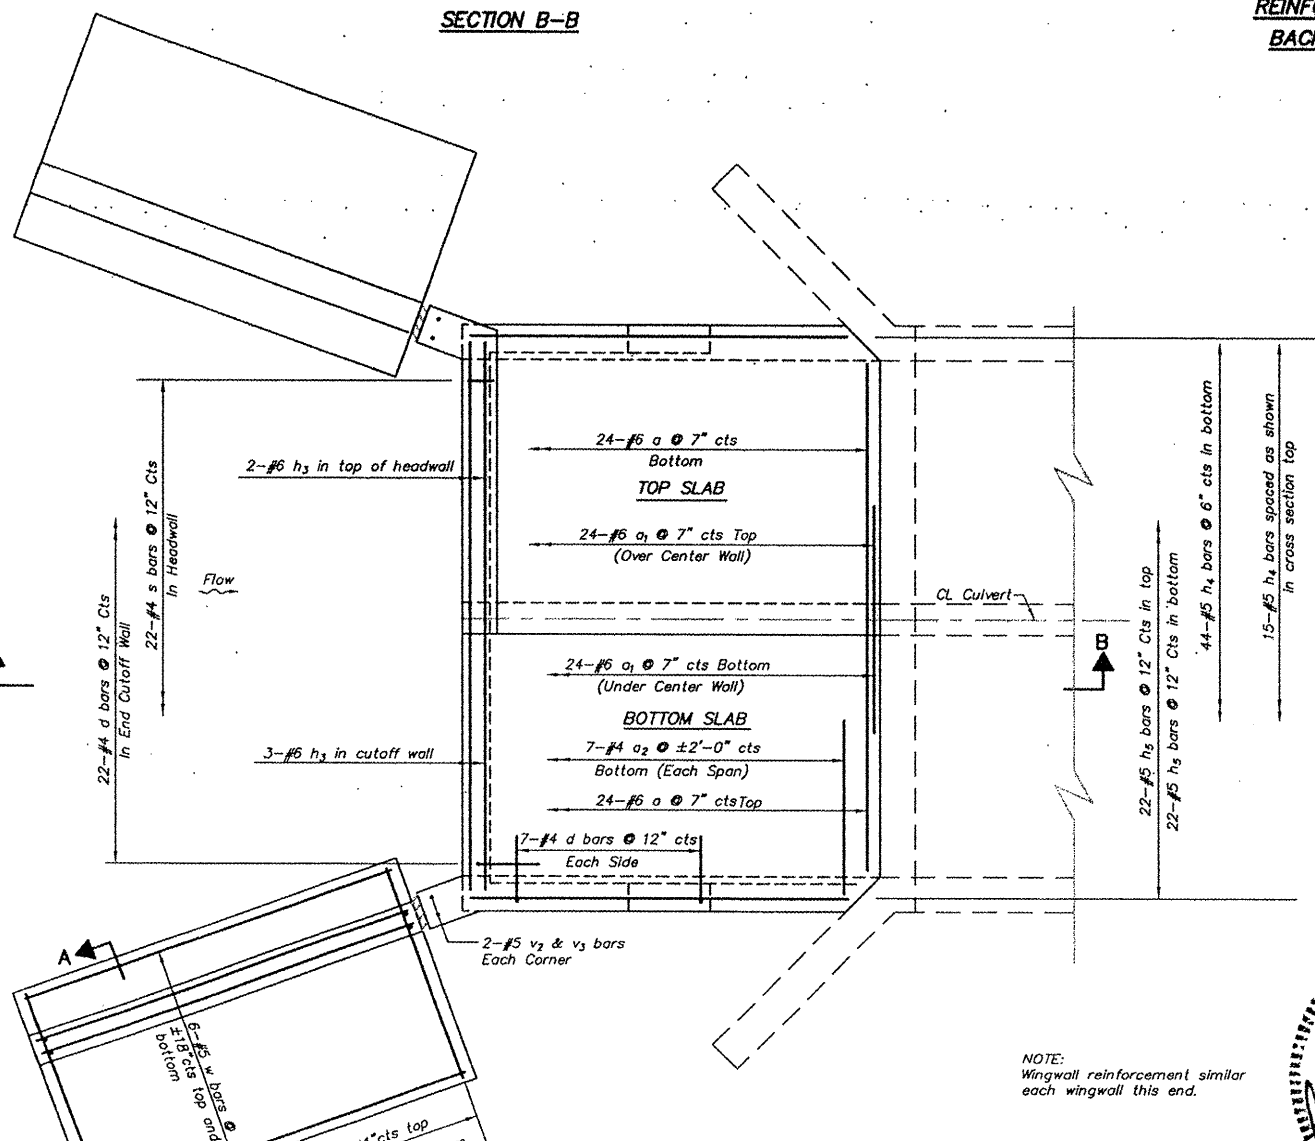 SECTION B-B
2-#6 h₃ in top of headwall
22-#4 s bars @ 12" Cts
In Headwall
22-#4 d bars @ 12" Cts
In End Cutoff Wall
Flow
24-#6 a @ 7" cts
Bottom
TOP SLAB
24-#6 a₁ @ 7" cts Top
(Over Center Wall)
CL Culvert
24-#6 a₁ @ 7" cts Bottom
(Under Center Wall)
BOTTOM SLAB
7-#4 a₂ @ ±2'-0" cts
Bottom (Each Span)
24-#6 a @ 7" cts Top
3-#6 h₃ in cutoff wall
7-#4 d bars @ 12" cts
Each Side
2-#5 v₂ & v₃ bars
Each Corner
B
22-#5 h₅ bars @ 12" Cts in top
22-#5 h₅ bars @ 12" Cts in bottom
44-#5 h₄ bars @ 6" cts in bottom
15-#5 h₄ bars spaced as shown
in cross section top
A
6-#5 w bars @
±18" cts top and
bottom
cts top
NOTE:
Wingwall reinforcement similar
each wingwall this end.